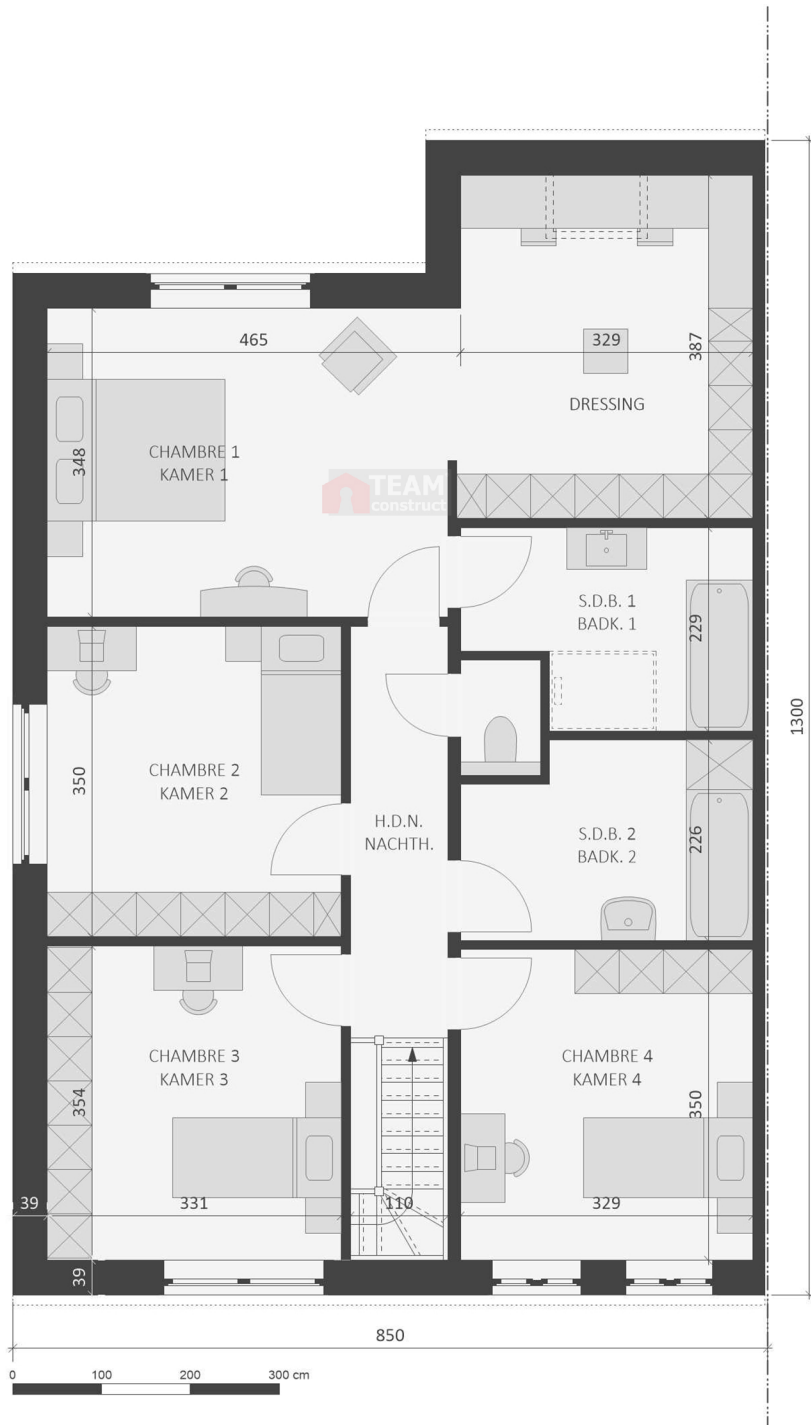 465
329
387
DRESSING
CHAMBRE 1
KAMER 1
348
TEAM
construct
S.D.B. 1
BADK. 1
229
1300
CHAMBRE 2
KAMER 2
350
H.D.N.
NACHTH.
S.D.B. 2
BADK. 2
226
CHAMBRE 3
KAMER 3
354
CHAMBRE 4
KAMER 4
350
39
331
110
329
39
850
0 100 200 300 cm